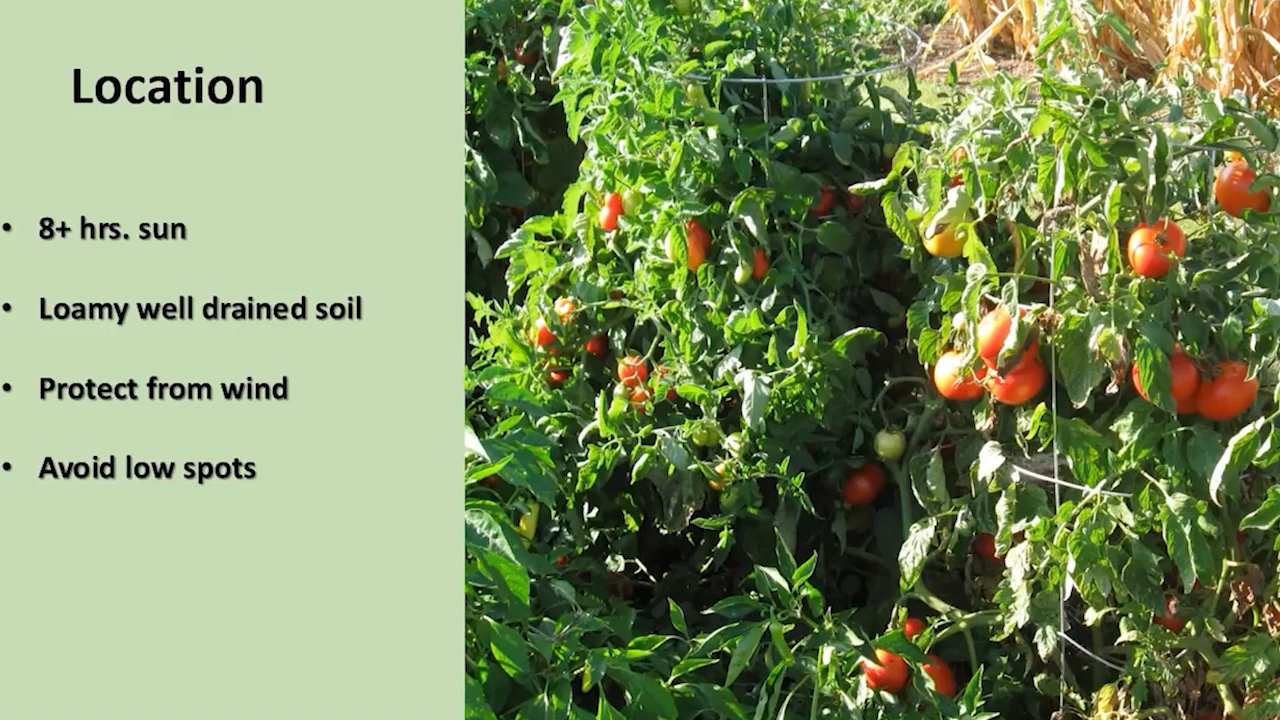 Location
• 8+ hrs. sun
• Loamy well drained soil
• Protect from wind
• Avoid low spots